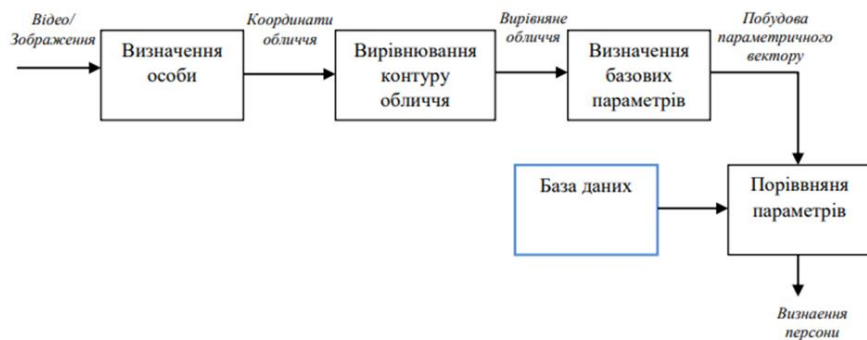 Відео/
Зображення
Визначення
особи
Координати
обличчя
Вирівнювання
контуру
обличчя
Вирівняне
обличчя
Визначення
базових
параметрів
Побудова
параметричного
вектору
База даних
Поріввняня
параметрів
Визнаення
персони